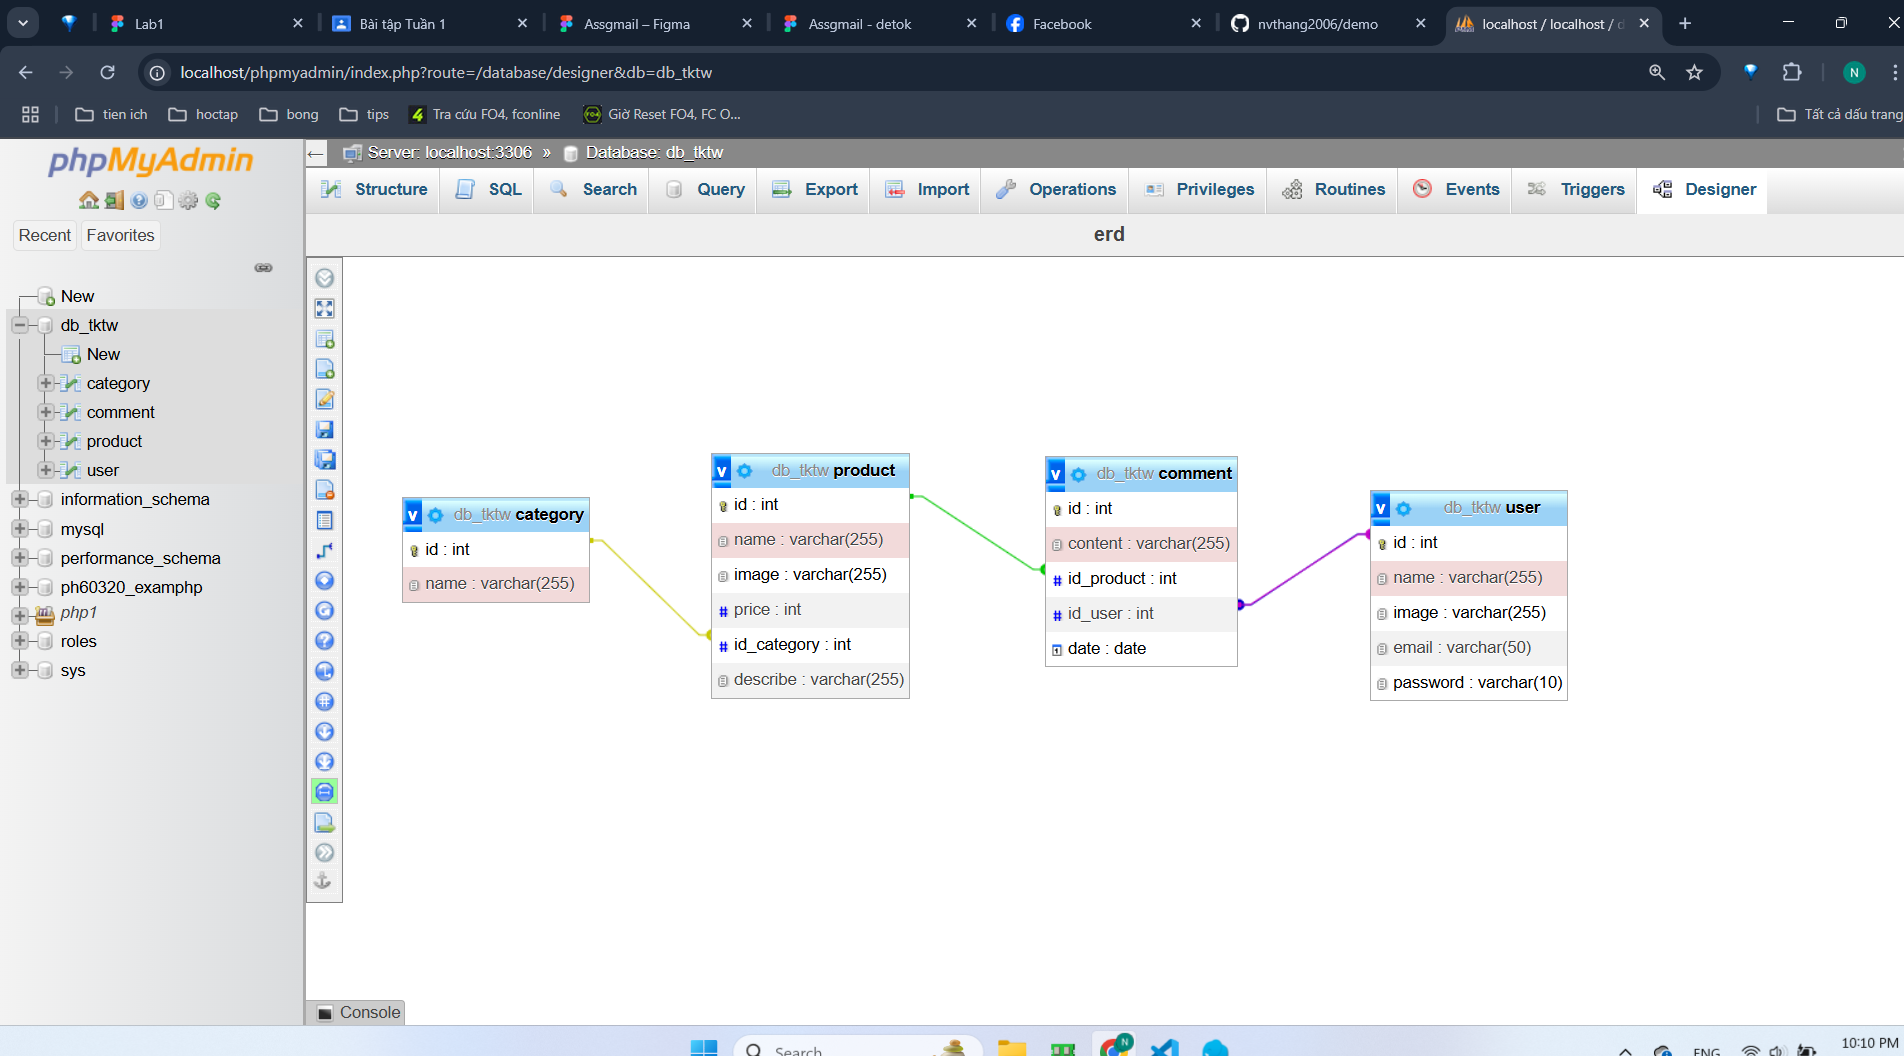 Lab1
Bài tập Tuần 1
Assgmail – Figma
Assgmail - detok
Facebook
nvthang2006/demo
localhost / localhost / d
localhost/phpmyadmin/index.php?route=/database/designer&db=db_tktw
N
tien ich
hoctap
bong
tips
4 Tra cứu FO4, fconline
FO4 Giờ Reset FO4, FC O...
Tất cả dấu trang
phpMyAdmin
Server: localhost:3306 » Database: db_tktw
Structure
SQL
Search
Query
Export
Import
Operations
Privileges
Routines
Events
Triggers
Designer
Recent
Favorites
erd
New
db_tktw
New
category
comment
product
user
information_schema
mysql
performance_schema
ph60320_examphp
php1
roles
sys
v db_tktw category
id : int
name : varchar(255)
v db_tktw product
id : int
name : varchar(255)
image : varchar(255)
# price : int
# id_category : int
describe : varchar(255)
v db_tktw comment
id : int
content : varchar(255)
# id_product : int
# id_user : int
date : date
v db_tktw user
id : int
name : varchar(255)
image : varchar(255)
email : varchar(50)
password : varchar(10)
Console
Search
N
ENG
10:10 PM